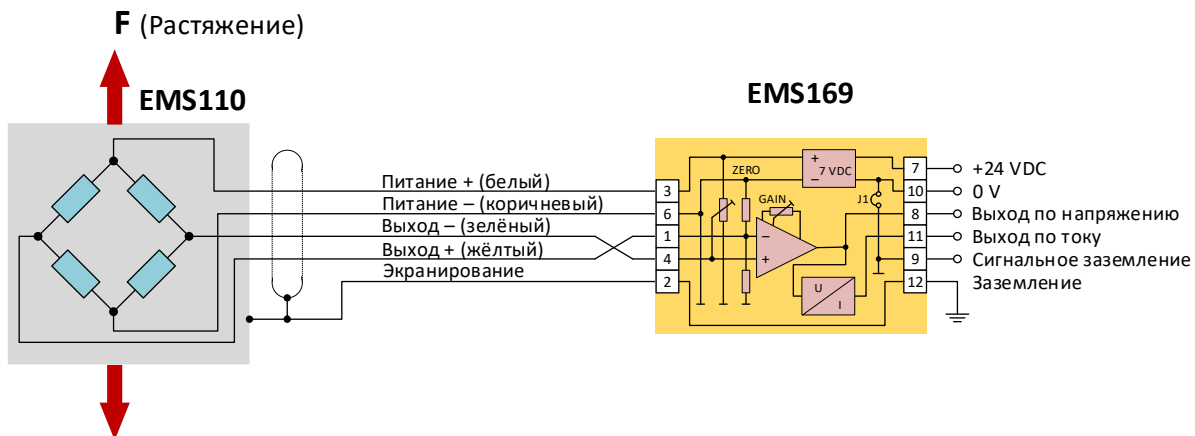 F (Растяжение)
EMS110
EMS169
Питание + (белый)
Питание – (коричневый)
Выход – (зелёный)
Выход + (жёлтый)
Экранирование
3
6
1
4
2
ZERO
GAIN
+
–
7 VDC
J1
–
+
U
I
7
+24 VDC
10
0 V
8
Выход по напряжению
11
Выход по току
9
Сигнальное заземление
12
Заземление